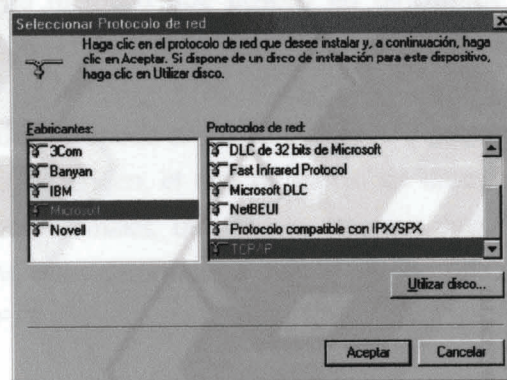 Seleccionar Protocolo de red
Haga clic en el protocolo de red que desee instalar y, a continuación, haga
clic en Aceptar. Si dispone de un disco de instalación para este dispositivo,
haga clic en Utilizar disco.
Fabricantes:
3Com
Banyan
IBM
Microsoft
Novell
Protocolos de red:
DLC de 32 bits de Microsoft
Fast Infrared Protocol
Microsoft DLC
NetBEUI
Protocolo compatible con IPX/SPX
TCP/IP
Utilizar disco...
Aceptar
Cancelar